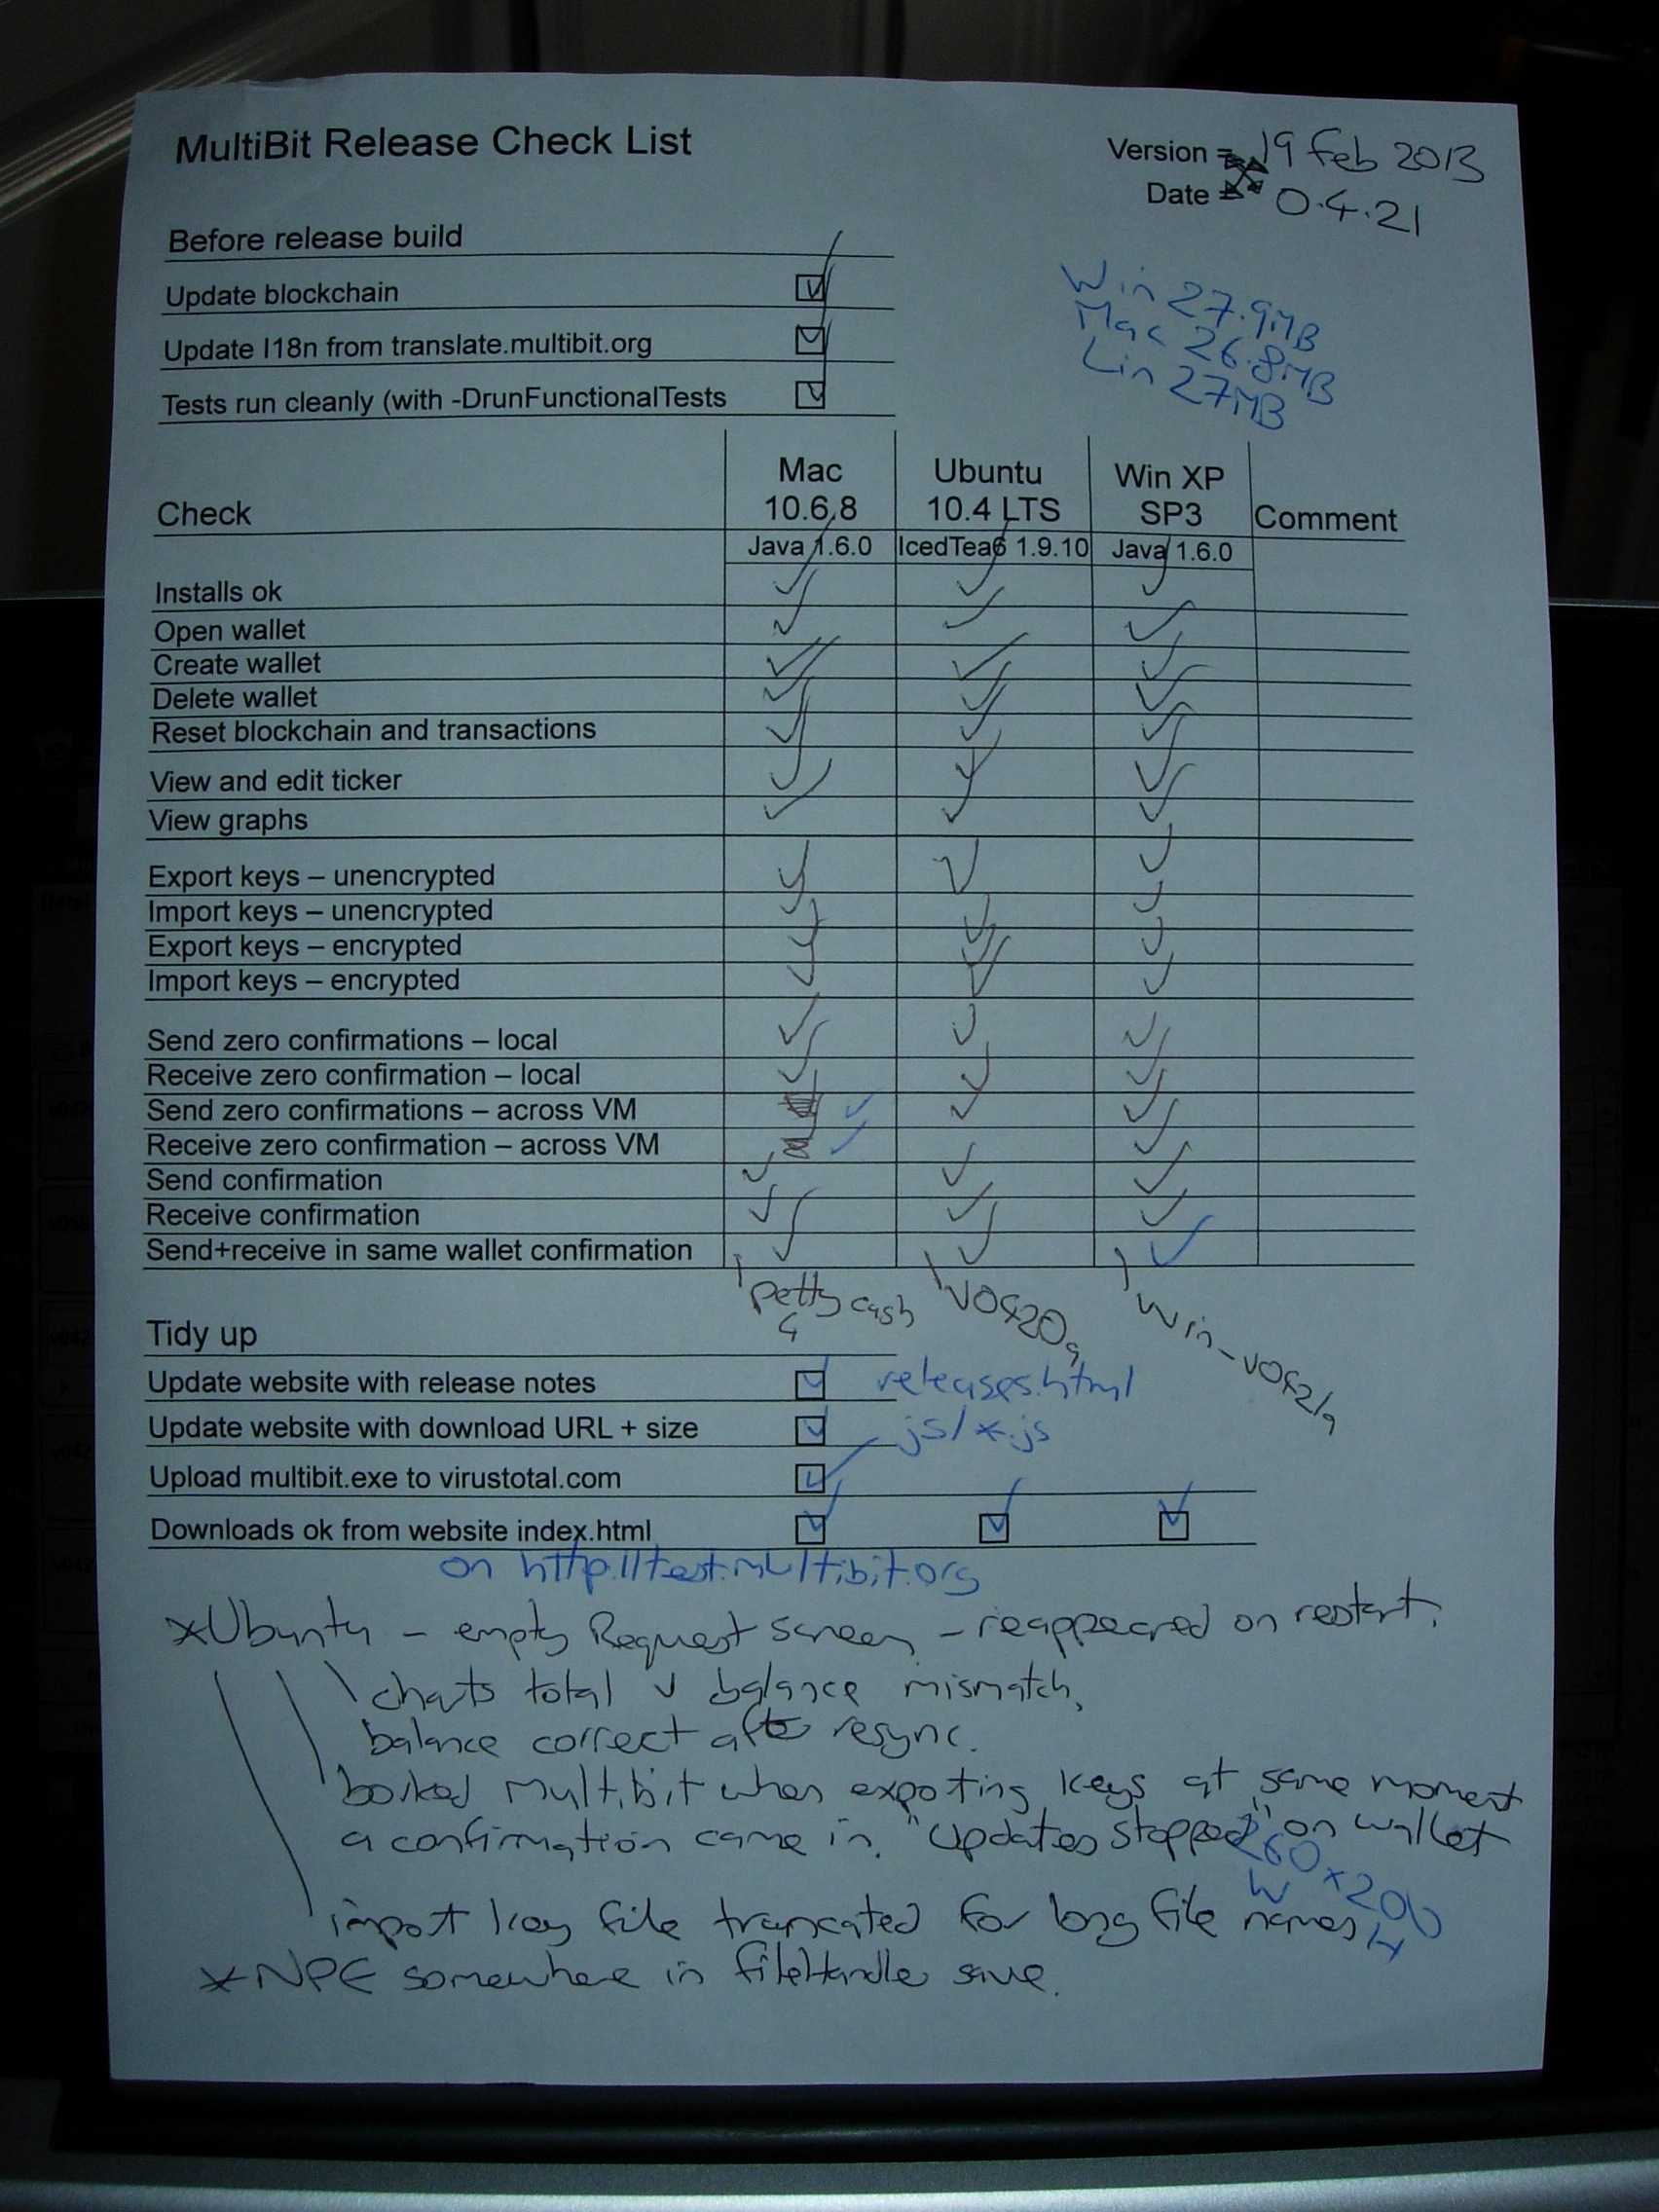 MultiBit Release Check List
Version = 19 Feb 2013
Date = 0.4.21
Before release build
Update blockchain
Update I18n from translate.multibit.org
Tests run cleanly (with -DrunFunctionalTests
Win 27.9MB
Mac 26.8MB
Lin 27MB
Check Mac 10.6.8 Ubuntu 10.4 LTS Win XP SP3 Comment
Java 1.6.0 IcedTea6 1.9.10 Java 1.6.0
Installs ok
Open wallet
Create wallet
Delete wallet
Reset blockchain and transactions
View and edit ticker
View graphs
Export keys – unencrypted
Import keys – unencrypted
Export keys – encrypted
Import keys – encrypted
Send zero confirmations – local
Receive zero confirmation – local
Send zero confirmations – across VM
Receive zero confirmation – across VM
Send confirmation
Receive confirmation
Send+receive in same wallet confirmation
petty cash 4 v0420a win-v0421a
Tidy up
Update website with release notes releases.html
Update website with download URL + size js/*.js
Upload multibit.exe to virustotal.com
Downloads ok from website index.html
on http://test.multibit.org
*Ubuntu - empty Request screen - reappeared on restart.
charts total v balance mismatch.
balance correct after resync.
borked Multibit when exporting keys at same moment
a confirmation came in. "Updates stopped" on wallet
260 x 200
W H
import key file truncated for long file names
*NPE somewhere in fileHandler save.